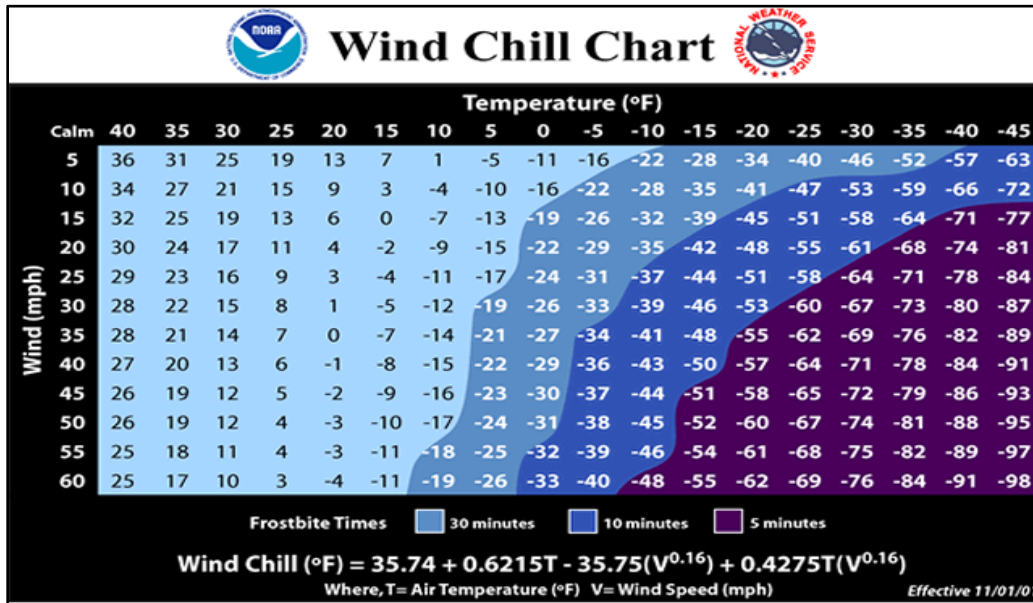 NOAA
Wind Chill Chart
NATIONAL WEATHER SERVICE
Temperature (ºF)
Calm 40 35 30 25 20 15 10 5 0 -5 -10 -15 -20 -25 -30 -35 -40 -45
Wind (mph)
5 36 31 25 19 13 7 1 -5 -11 -16 -22 -28 -34 -40 -46 -52 -57 -63
10 34 27 21 15 9 3 -4 -10 -16 -22 -28 -35 -41 -47 -53 -59 -66 -72
15 32 25 19 13 6 0 -7 -13 -19 -26 -32 -39 -45 -51 -58 -64 -71 -77
20 30 24 17 11 4 -2 -9 -15 -22 -29 -35 -42 -48 -55 -61 -68 -74 -81
25 29 23 16 9 3 -4 -11 -17 -24 -31 -37 -44 -51 -58 -64 -71 -78 -84
30 28 22 15 8 1 -5 -12 -19 -26 -33 -39 -46 -53 -60 -67 -73 -80 -87
35 28 21 14 7 0 -7 -14 -21 -27 -34 -41 -48 -55 -62 -69 -76 -82 -89
40 27 20 13 6 -1 -8 -15 -22 -29 -36 -43 -50 -57 -64 -71 -78 -84 -91
45 26 19 12 5 -2 -9 -16 -23 -30 -37 -44 -51 -58 -65 -72 -79 -86 -93
50 26 19 12 4 -3 -10 -17 -24 -31 -38 -45 -52 -60 -67 -74 -81 -88 -95
55 25 18 11 4 -3 -11 -18 -25 -32 -39 -46 -54 -61 -68 -75 -82 -89 -97
60 25 17 10 3 -4 -11 -19 -26 -33 -40 -48 -55 -62 -69 -76 -84 -91 -98
Frostbite Times 30 minutes 10 minutes 5 minutes
Wind Chill (ºF) = 35.74 + 0.6215T - 35.75(V^0.16) + 0.4275T(V^0.16)
Where, T= Air Temperature (ºF) V= Wind Speed (mph)
Effective 11/01/0